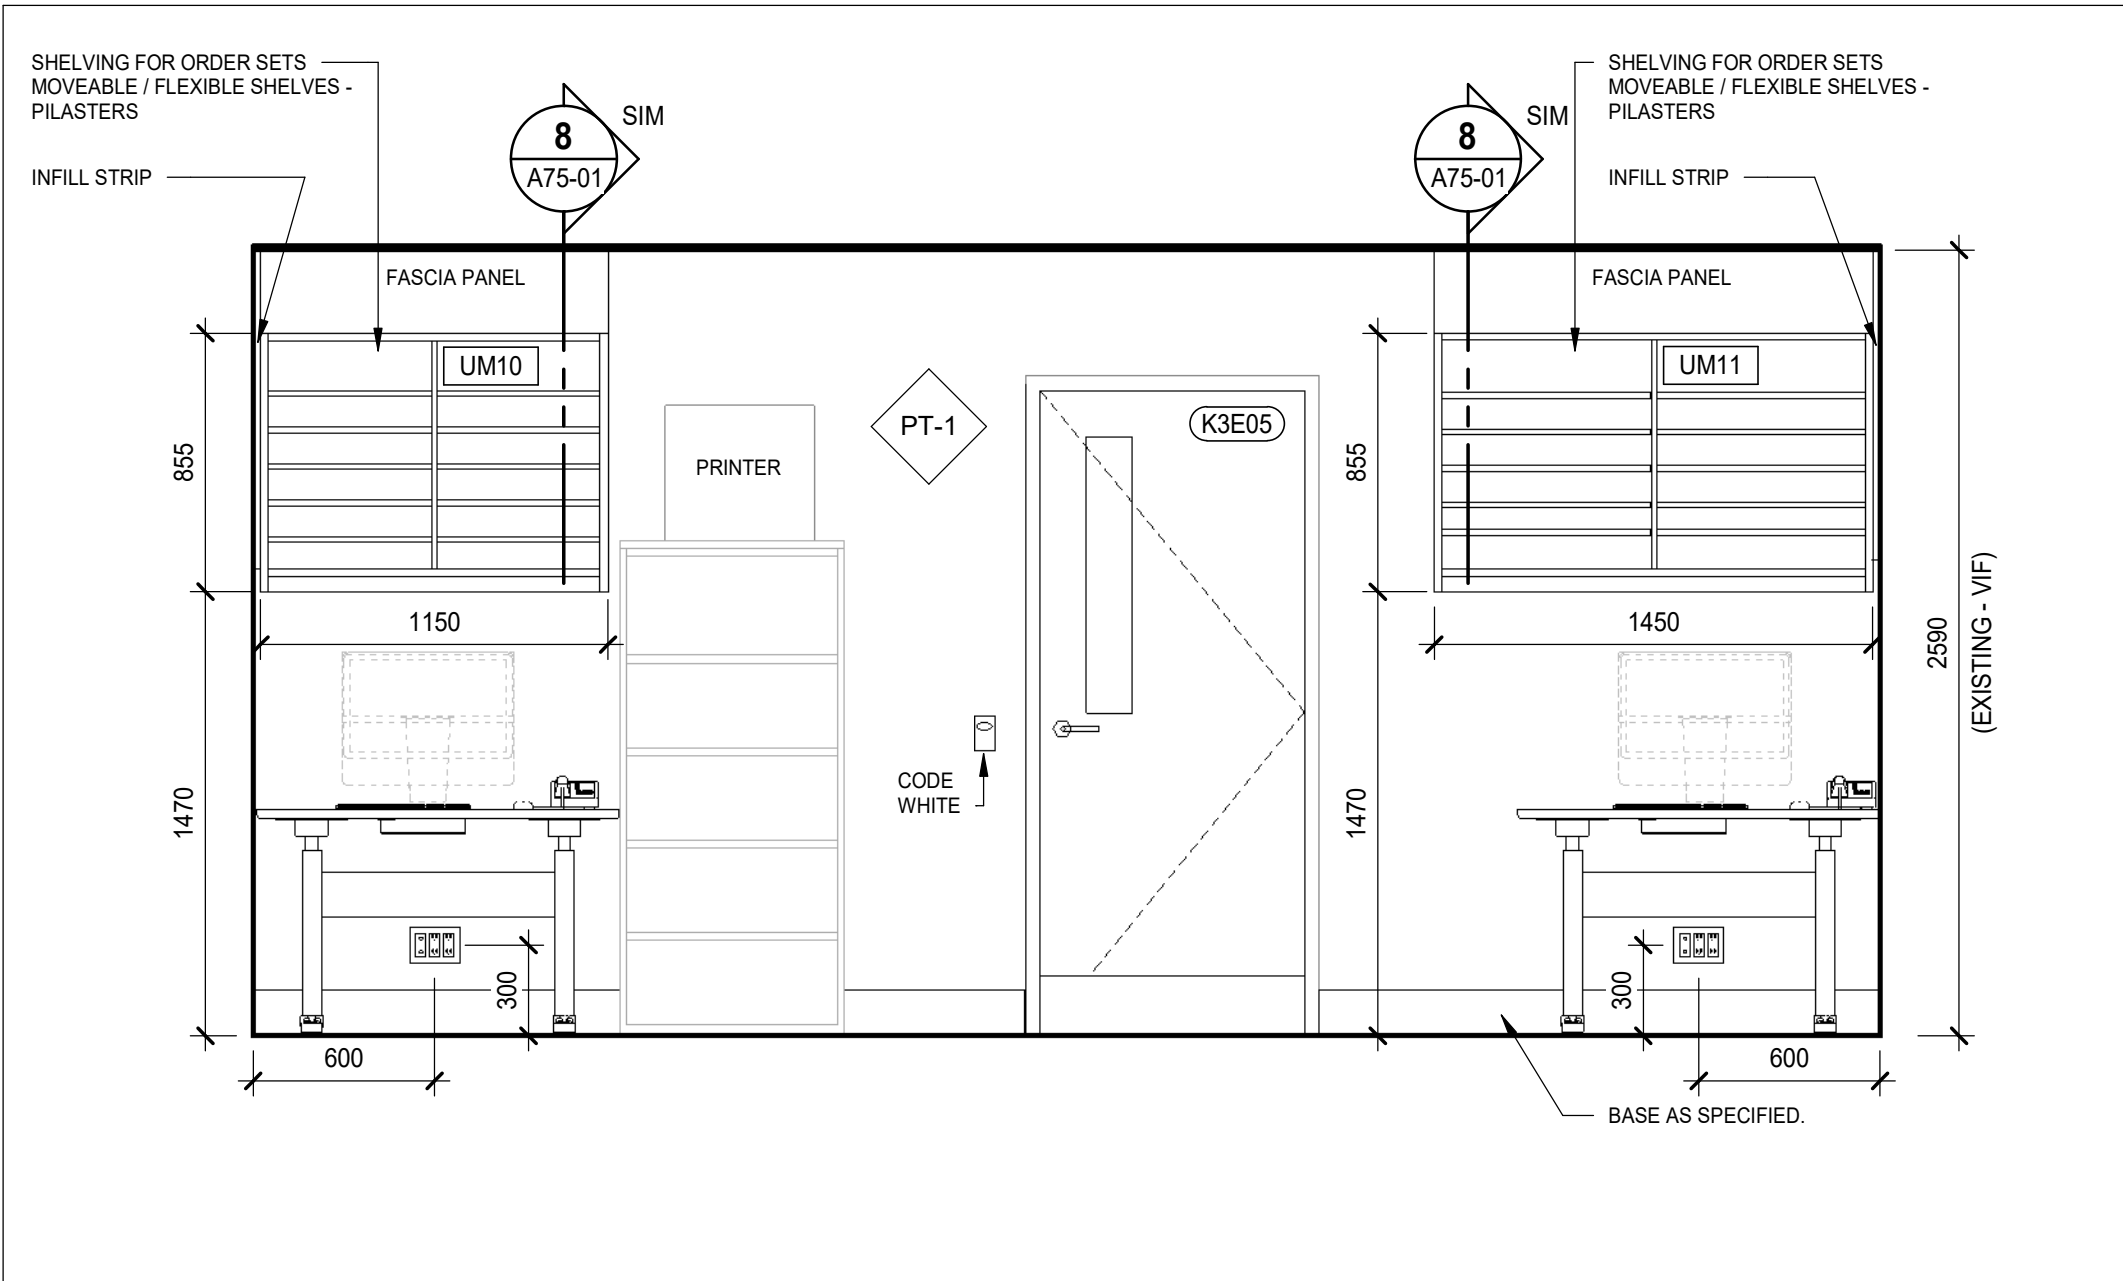 SHELVING FOR ORDER SETS
MOVEABLE / FLEXIBLE SHELVES -
PILASTERS
INFILL STRIP
8
A75-01
SIM
8
A75-01
SIM
SHELVING FOR ORDER SETS
MOVEABLE / FLEXIBLE SHELVES -
PILASTERS
INFILL STRIP
FASCIA PANEL
FASCIA PANEL
UM10
UM11
PT-1
K3E05
PRINTER
855
855
1150
1450
2590
(EXISTING - VIF)
CODE
WHITE
1470
1470
300
300
600
600
BASE AS SPECIFIED.